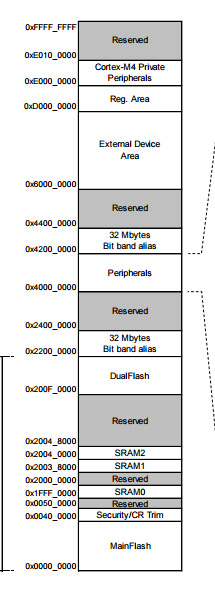 0xFFFF_FFFF
Reserved
0xE010_0000
Cortex-M4 Private
Peripherals
0xE000_0000
Reg. Area
0xD000_0000
External Device
Area
0x6000_0000
Reserved
0x4400_0000
32 Mbytes
Bit band alias
0x4200_0000
Peripherals
0x4000_0000
Reserved
0x2400_0000
32 Mbytes
Bit band alias
0x2200_0000
DualFlash
0x200F_0000
Reserved
0x2004_8000
SRAM2
0x2004_0000
SRAM1
0x2003_8000
Reserved
0x2000_0000
SRAM0
0x1FFF_0000
Reserved
0x0050_0000
Security/CR Trim
0x0040_0000
MainFlash
0x0000_0000